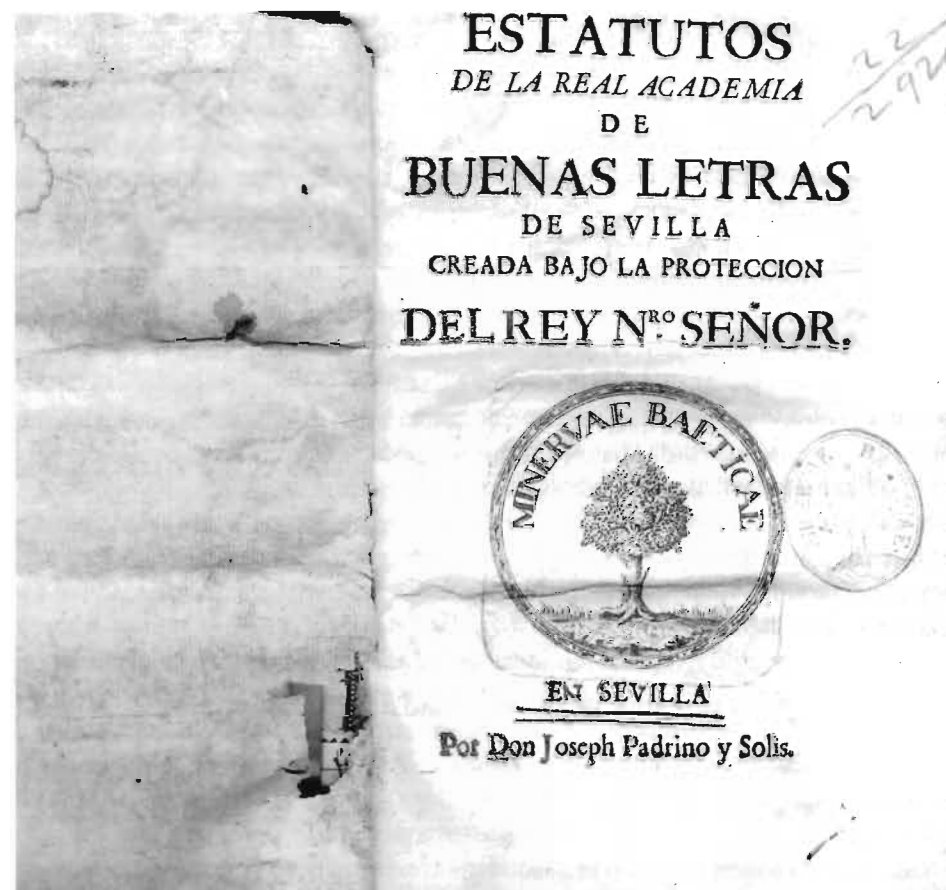 ESTATUTOS
DE LA REAL ACADEMIA
DE
BUENAS LETRAS
DE SEVILLA
CREADA BAJO LA PROTECCION
DEL REY Nᴿᴼ. SEÑOR.
22
MINERVAE BAETICAE
EN SEVILLA
Por Don Joseph Padrino y Solis.